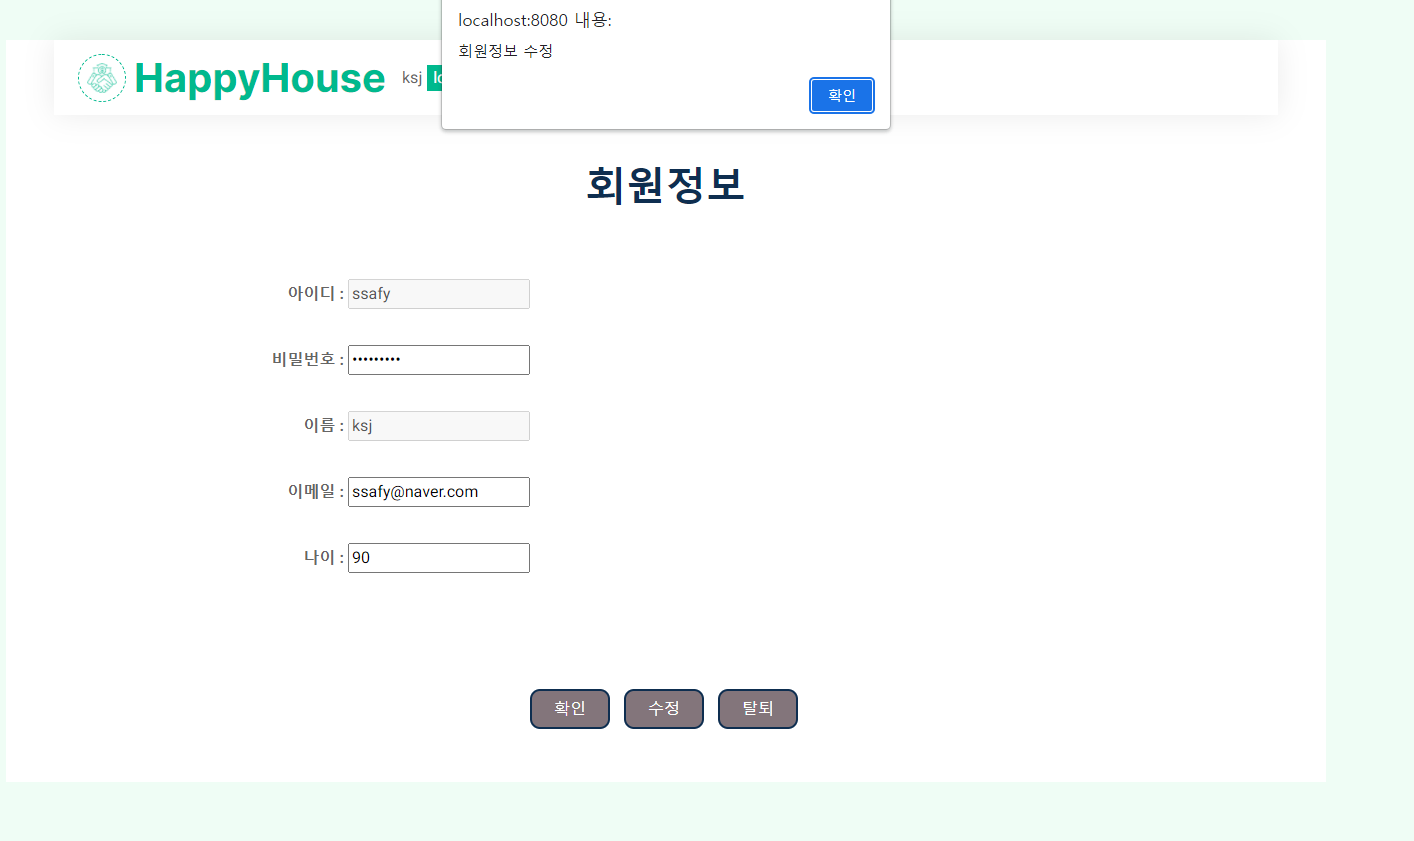 localhost:8080 내용:
회원정보 수정
확인
HappyHouse ksj
회원정보
아이디 : ssafy
비밀번호 : •••••••••
이름 : ksj
이메일 : ssafy@naver.com
나이 : 90
확인 수정 탈퇴